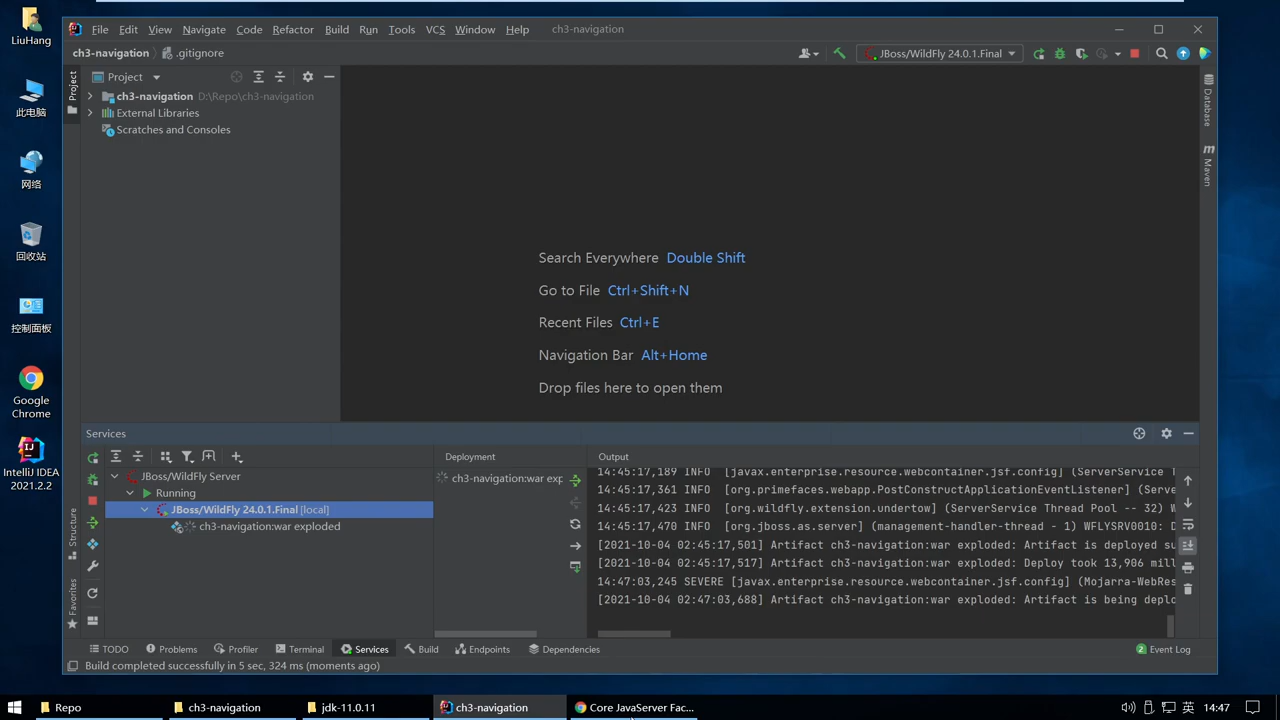 LiuHang
此电脑
网络
回收站
控制面板
Google
Chrome
IntelliJ IDEA
2021.2.2
File Edit View Navigate Code Refactor Build Run Tools VCS Window Help ch3-navigation
ch3-navigation .gitignore
JBoss/WildFly 24.0.1.Final
Project
Project
ch3-navigation D:\Repo\ch3-navigation
External Libraries
Scratches and Consoles
Database
Maven
Search Everywhere Double Shift
Go to File Ctrl+Shift+N
Recent Files Ctrl+E
Navigation Bar Alt+Home
Drop files here to open them
Services
JBoss/WildFly Server
Running
JBoss/WildFly 24.0.1.Final [local]
ch3-navigation:war exploded
Structure
Favorites
Deployment
ch3-navigation:war exp
Output
14:45:17,189 INFO [javax.enterprise.resource.webcontainer.jsf.config] (ServerService T
14:45:17,361 INFO [org.primefaces.webapp.PostConstructApplicationEventListener] (Serve
14:45:17,423 INFO [org.wildfly.extension.undertow] (ServerService Thread Pool -- 32) W
14:45:17,470 INFO [org.jboss.as.server] (management-handler-thread - 1) WFLYSRV0010: D
[2021-10-04 02:45:17,501] Artifact ch3-navigation:war exploded: Artifact is deployed su
[2021-10-04 02:45:17,517] Artifact ch3-navigation:war exploded: Deploy took 13,906 mill
14:47:03,245 SEVERE [javax.enterprise.resource.webcontainer.jsf.config] (Mojarra-WebRes
[2021-10-04 02:47:03,688] Artifact ch3-navigation:war exploded: Artifact is being deplo
TODO Problems Profiler Terminal Services Build Endpoints Dependencies
2 Event Log
Build completed successfully in 5 sec, 324 ms (moments ago)
Repo ch3-navigation jdk-11.0.11 ch3-navigation Core JavaServer Fac...
英 14:47